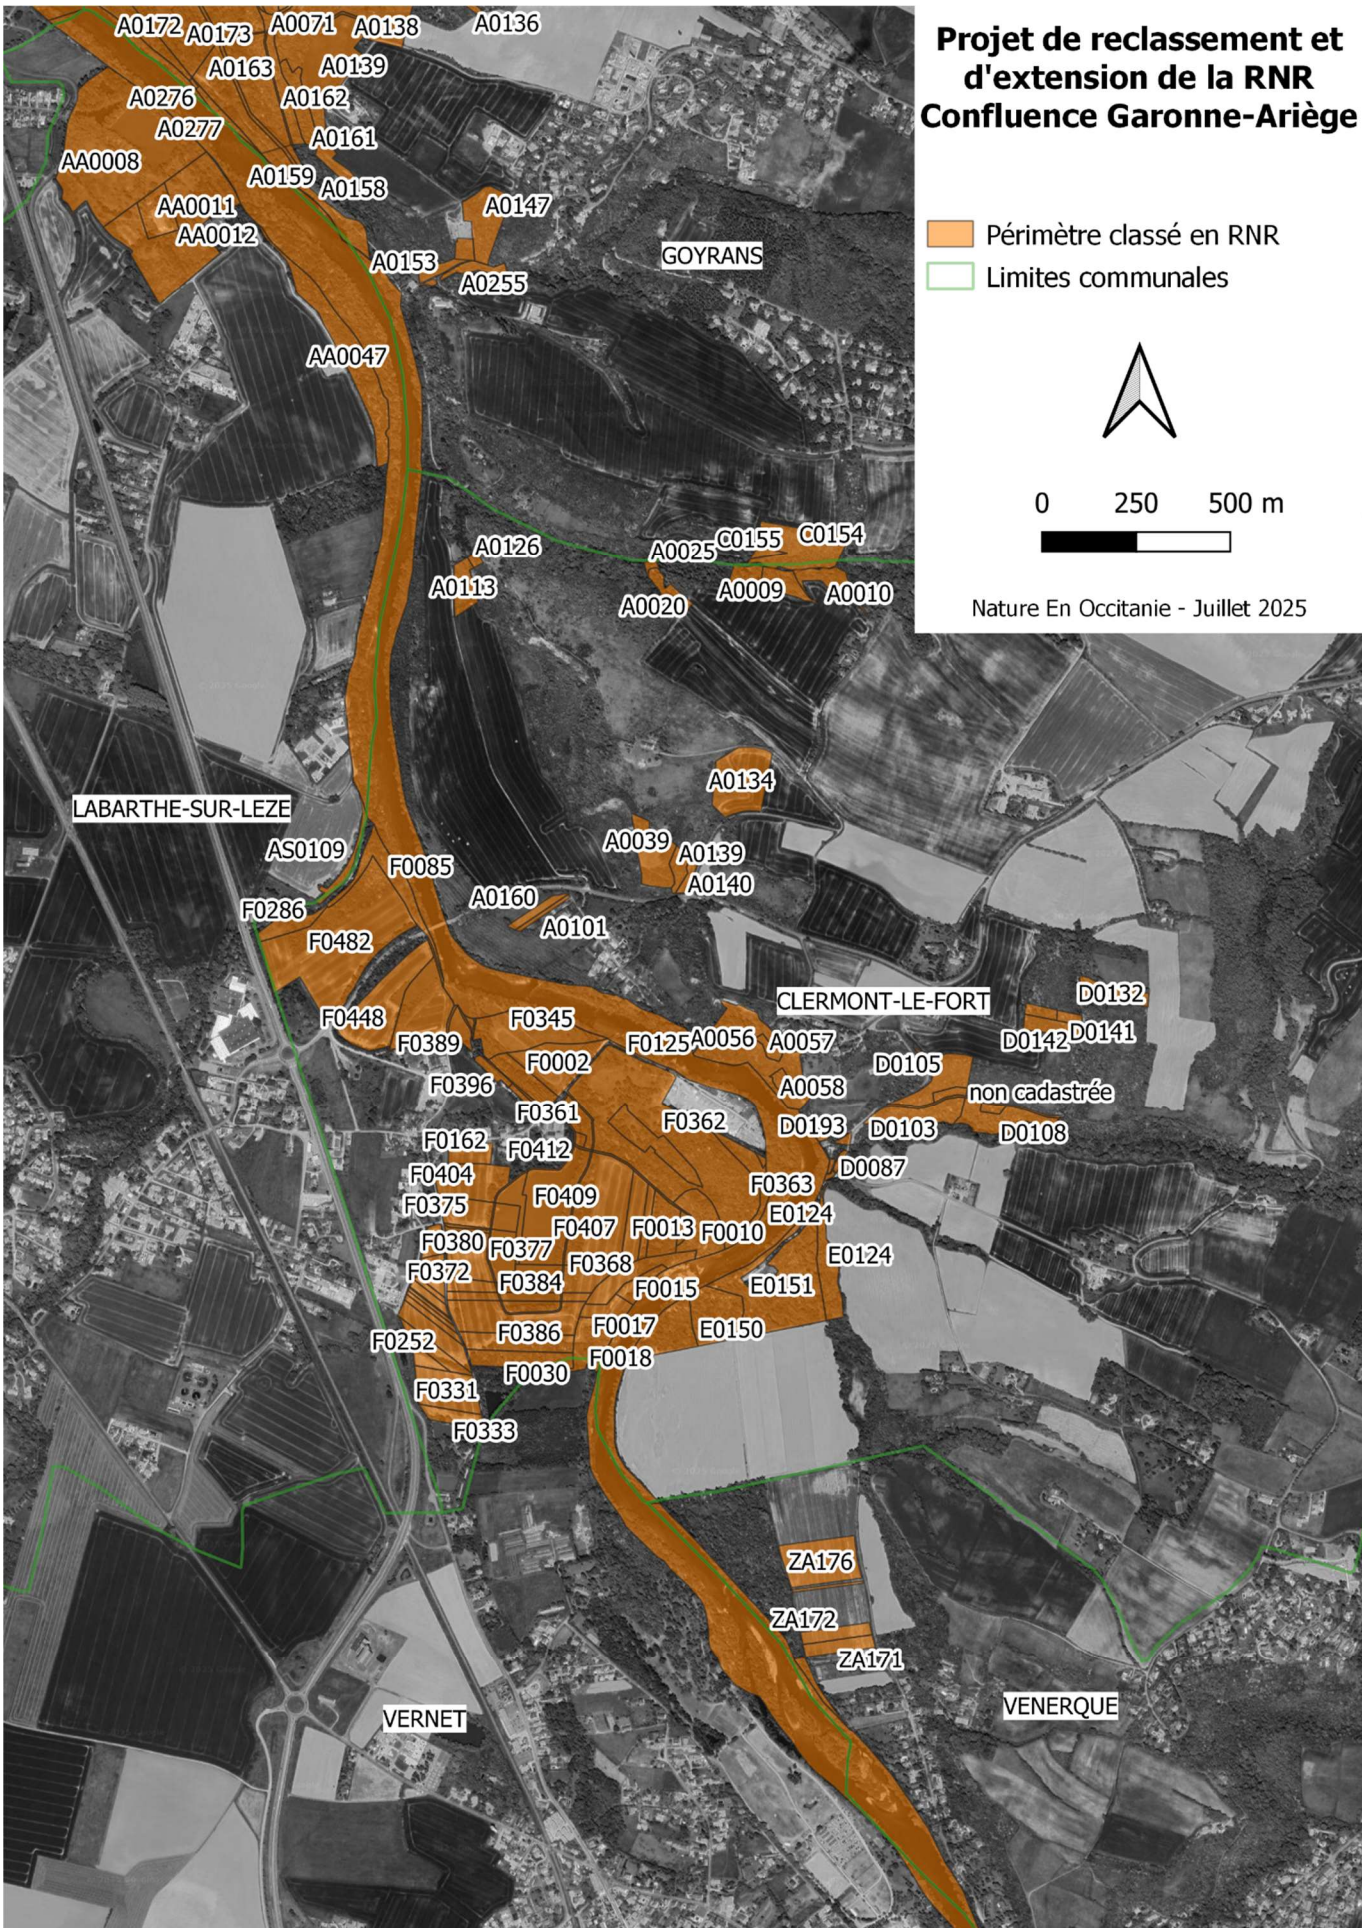 Projet de reclassement et
d'extension de la RNR
Confluence Garonne-Ariège
Périmètre classé en RNR
Limites communales
0 250 500 m
Nature En Occitanie - Juillet 2025
A0172
A0173
A0071
A0138
A0136
A0163
A0139
A0276
A0162
A0277
A0161
AA0008
A0159
A0158
AA0011
A0147
AA0012
GOYRANS
A0153
A0255
AA0047
A0126
A0025
C0155
C0154
A0113
A0020
A0009
A0010
A0134
LABARTHE-SUR-LEZE
A0039
AS0109
A0139
F0085
A0140
A0160
F0286
A0101
F0482
CLERMONT-LE-FORT
D0132
F0448
F0345
D0141
F0389
F0125
A0056
A0057
D0142
F0002
D0105
F0396
A0058
non cadastrée
F0361
F0362
D0193
D0103
D0108
F0162
F0412
F0404
D0087
F0409
F0363
F0375
E0124
F0407
F0013
F0010
F0380
F0377
E0124
F0372
F0368
F0384
F0015
E0151
F0252
F0386
F0017
E0150
F0018
F0030
F0331
F0333
ZA176
ZA172
ZA171
VERNET
VENERQUE